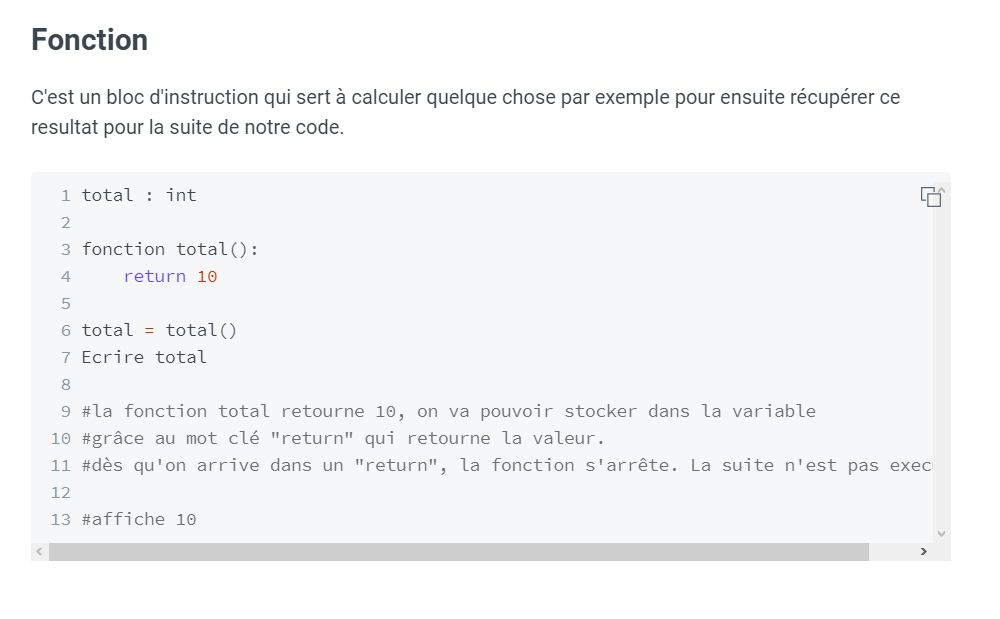 Fonction
C'est un bloc d'instruction qui sert à calculer quelque chose par exemple pour ensuite récupérer ce
resultat pour la suite de notre code.
1 total : int
2
3 fonction total():
4 return 10
5
6 total = total()
7 Ecrire total
8
9 #la fonction total retourne 10, on va pouvoir stocker dans la variable
10 #grâce au mot clé "return" qui retourne la valeur.
11 #dès qu'on arrive dans un "return", la fonction s'arrête. La suite n'est pas exec
12
13 #affiche 10